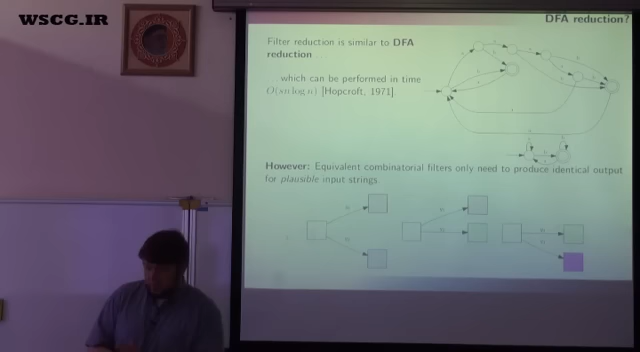 WSCG.IR
DFA reduction?
Filter reduction is similar to DFA
reduction
... which can be performed in time
O(sn log n) [Hopcroft, 1971]
However: Equivalent combinatorial filters only need to produce identical output
for plausible input strings